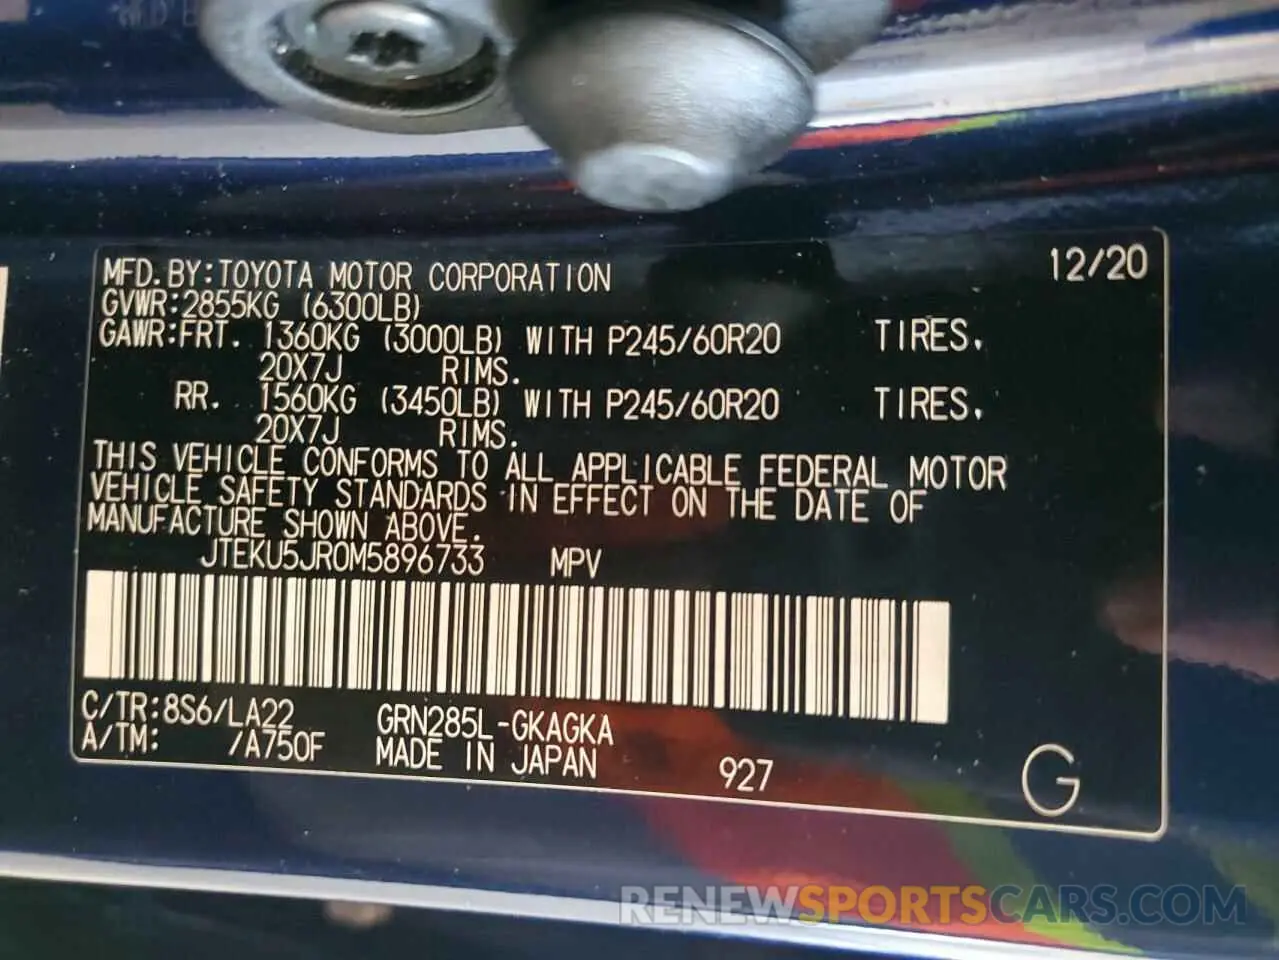 MFD.BY:TOYOTA MOTOR CORPORATION 12/20
GVWR:2855KG (6300LB)
GAWR:FRT. 1360KG (3000LB) WITH P245/60R20 TIRES.
20X7J RIMS.
RR. 1560KG (3450LB) WITH P245/60R20 TIRES.
20X7J RIMS.
THIS VEHICLE CONFORMS TO ALL APPLICABLE FEDERAL MOTOR
VEHICLE SAFETY STANDARDS IN EFFECT ON THE DATE OF
MANUFACTURE SHOWN ABOVE.
JTEKU5JR0M5896733 MPV
C/TR:8S6/LA22 GRN285L-GKAGKA
A/TM: /A750F MADE IN JAPAN 927 G
RENEWSPORTSCARS.COM